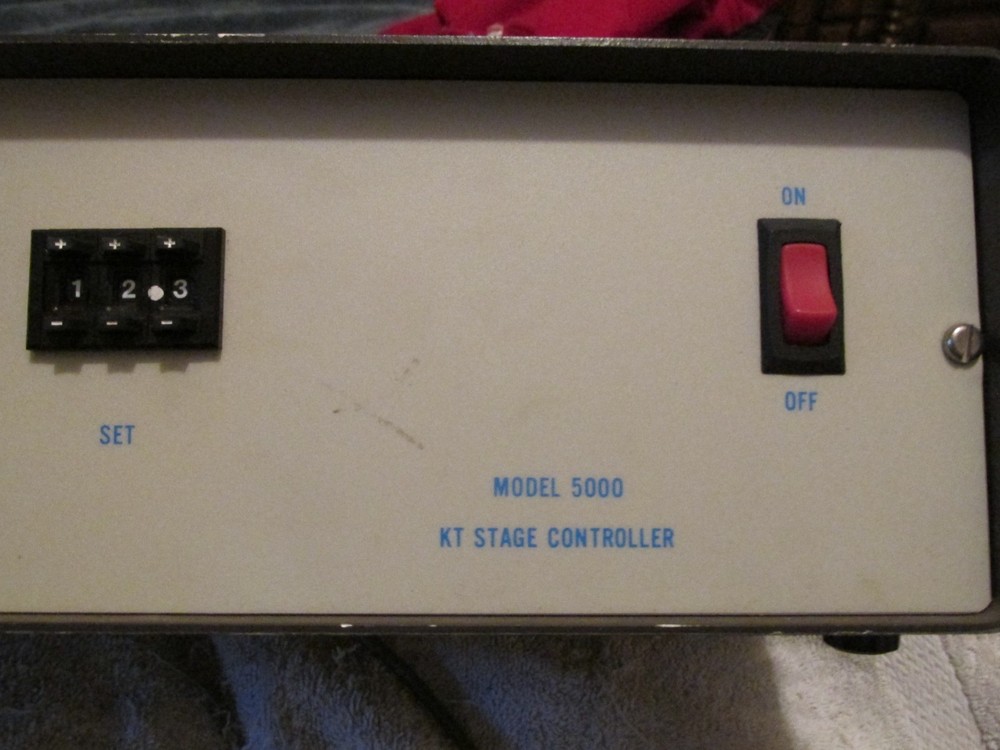 ON
+ + +
1 2 . 3
- - -
OFF
SET
MODEL 5000
KT STAGE CONTROLLER